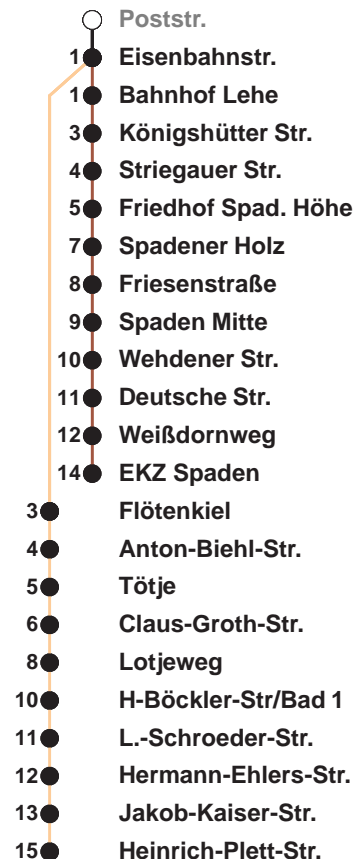 Poststr.
1 Eisenbahnstr.
1 Bahnhof Lehe
3 Königshütter Str.
4 Striegauer Str.
5 Friedhof Spad. Höhe
7 Spadener Holz
8 Friesenstraße
9 Spaden Mitte
10 Wehdener Str.
11 Deutsche Str.
12 Weißdornweg
14 EKZ Spaden
3 Flötenkiel
4 Anton-Biehl-Str.
5 Tötje
6 Claus-Groth-Str.
8 Lotjeweg
10 H-Böckler-Str/Bad 1
11 L.-Schroeder-Str.
12 Hermann-Ehlers-Str.
13 Jakob-Kaiser-Str.
15 Heinrich-Plett-Str.